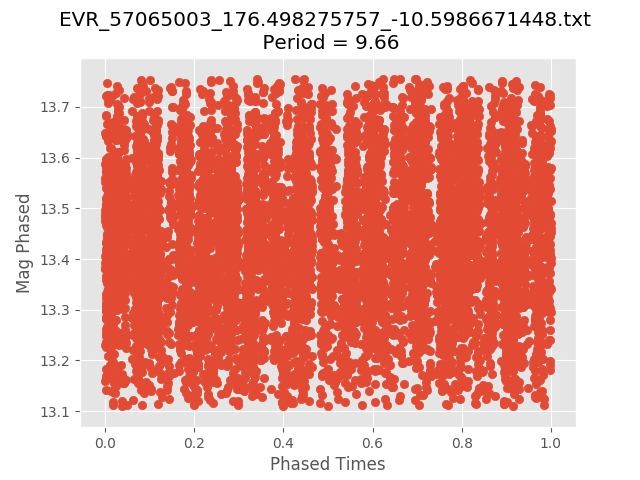 EVR_57065003_176.498275757_-10.5986671448.txt
Period = 9.66
13.7
13.6
13.5
13.4
13.3
13.2
13.1
Mag Phased
0.0 0.2 0.4 0.6 0.8 1.0
Phased Times